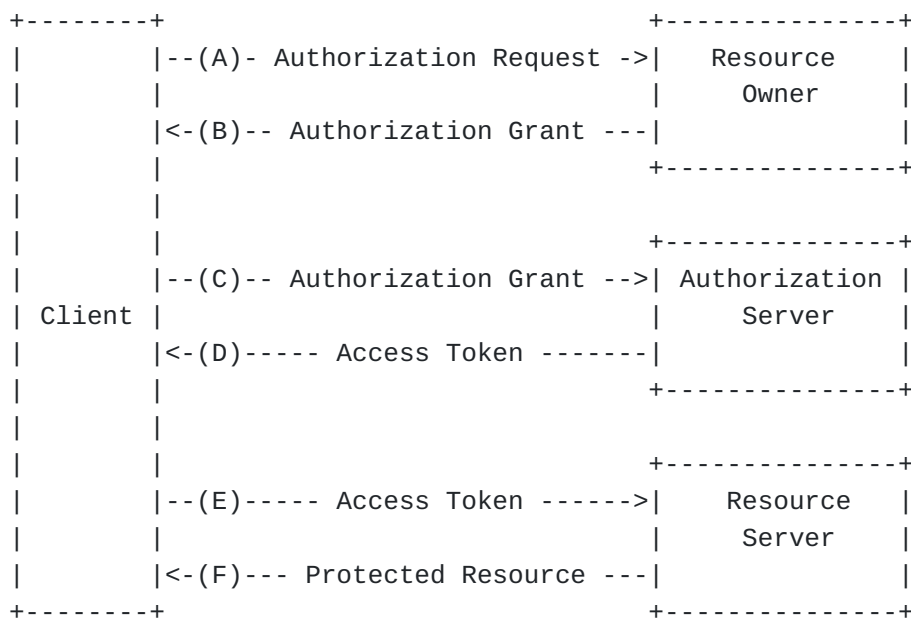 +--------+                               +---------------+
|        |--(A)- Authorization Request ->|   Resource    |
|        |                               |     Owner     |
|        |<-(B)-- Authorization Grant ---|               |
|        |                               +---------------+
|        |
|        |                               +---------------+
|        |--(C)-- Authorization Grant -->| Authorization |
| Client |                               |     Server    |
|        |<-(D)----- Access Token -------|               |
|        |                               +---------------+
|        |
|        |                               +---------------+
|        |--(E)----- Access Token ------>|    Resource   |
|        |                               |     Server    |
|        |<-(F)--- Protected Resource ---|               |
+--------+                               +---------------+